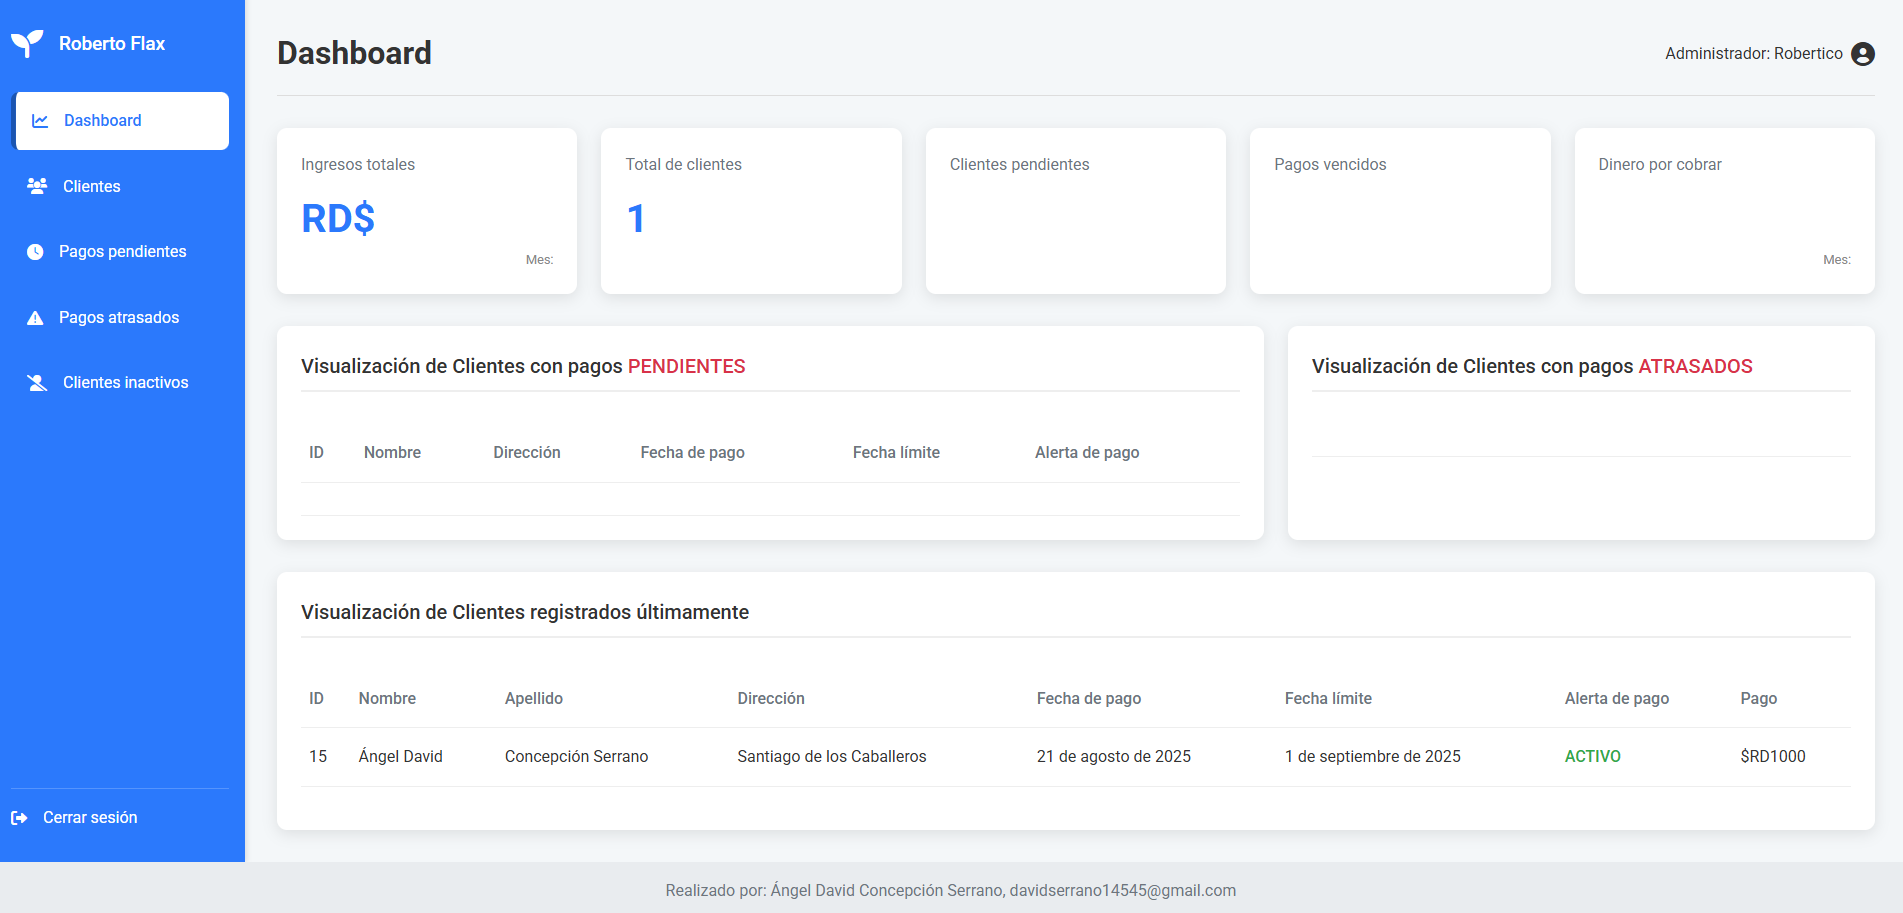 Roberto Flax
Dashboard
Clientes
Pagos pendientes
Pagos atrasados
Clientes inactivos
Cerrar sesión
Dashboard
Administrador: Robertico
Ingresos totales
RD$
Mes:
Total de clientes
1
Clientes pendientes
Pagos vencidos
Dinero por cobrar
Mes:
Visualización de Clientes con pagos PENDIENTES
ID Nombre Dirección Fecha de pago Fecha límite Alerta de pago
Visualización de Clientes con pagos ATRASADOS
Visualización de Clientes registrados últimamente
ID Nombre Apellido Dirección Fecha de pago Fecha límite Alerta de pago Pago
15 Ángel David Concepción Serrano Santiago de los Caballeros 21 de agosto de 2025 1 de septiembre de 2025 ACTIVO $RD1000
Realizado por: Ángel David Concepción Serrano, davidserrano14545@gmail.com